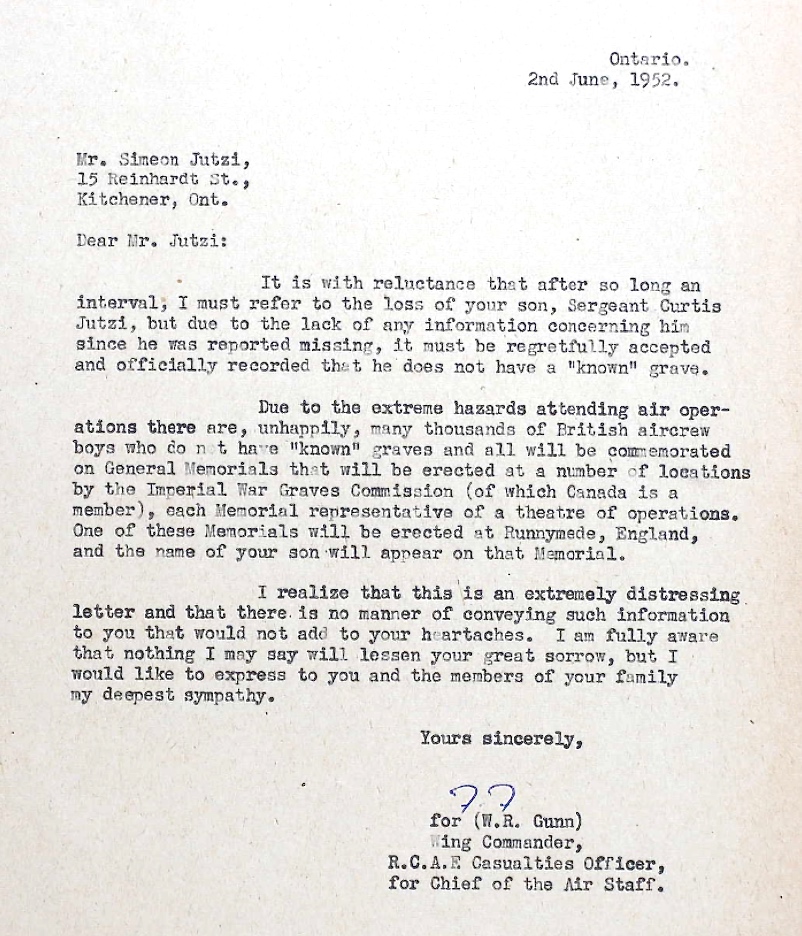 Ontario.
2nd June, 1952.
Mr. Simeon Jutzi,
15 Reinhardt St.,
Kitchener, Ont.
Dear Mr. Jutzi:
It is with reluctance that after so long an
interval, I must refer to the loss of your son, Sergeant Curtis
Jutzi, but due to the lack of any information concerning him
since he was reported missing, it must be regretfully accepted
and officially recorded that he does not have a "known" grave.
Due to the extreme hazards attending air oper-
ations there are, unhappily, many thousands of British aircrew
boys who do not have "known" graves and all will be commemorated
on General Memorials that will be erected at a number of locations
by the Imperial War Graves Commission (of which Canada is a
member), each Memorial representative of a theatre of operations.
One of these Memorials will be erected at Runnymede, England,
and the name of your son will appear on that Memorial.
I realize that this is an extremely distressing
letter and that there is no manner of conveying such information
to you that would not add to your heartaches. I am fully aware
that nothing I may say will lessen your great sorrow, but I
would like to express to you and the members of your family
my deepest sympathy.
Yours sincerely,
for (W.R. Gunn)
Wing Commander,
R.C.A.F Casualties Officer,
for Chief of the Air Staff.